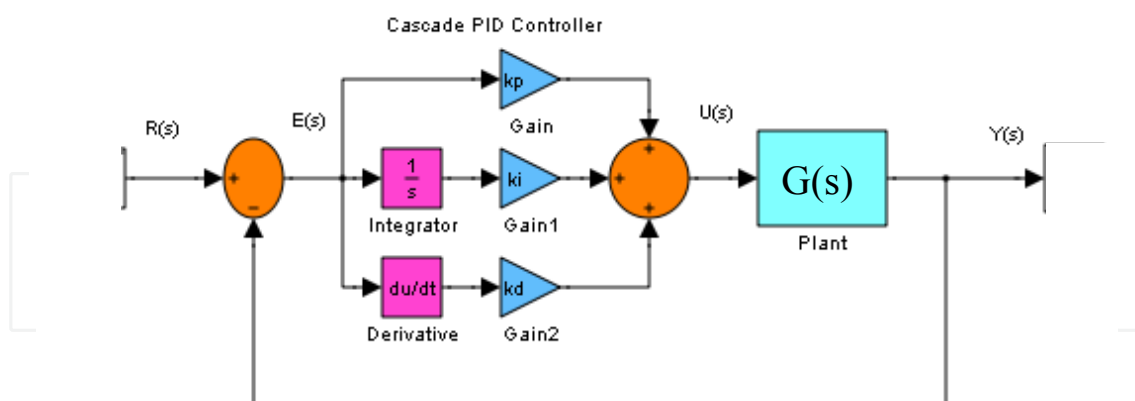 Cascade PID Controller
kp
Gain
R(s)
E(s)
U(s)
Y(s)
+
−
1
s
Integrator
ki
Gain1
+
+
+
G(s)
Plant
du/dt
Derivative
kd
Gain2